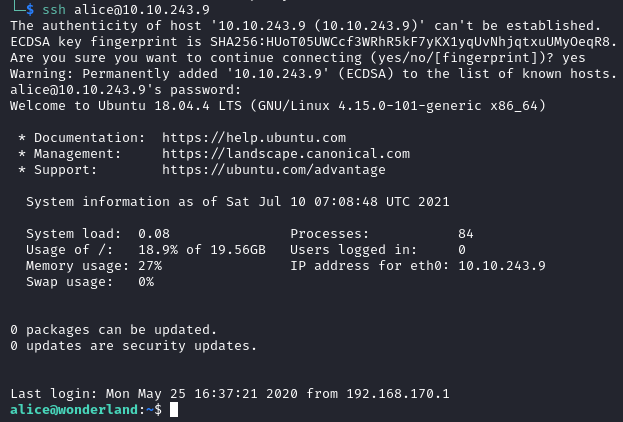 └─$ ssh alice@10.10.243.9
The authenticity of host '10.10.243.9 (10.10.243.9)' can't be established.
ECDSA key fingerprint is SHA256:HUoT05UWCcf3WRhR5kF7yKX1yqUvNhjqtxuUMyOeqR8.
Are you sure you want to continue connecting (yes/no/[fingerprint])? yes
Warning: Permanently added '10.10.243.9' (ECDSA) to the list of known hosts.
alice@10.10.243.9's password:
Welcome to Ubuntu 18.04.4 LTS (GNU/Linux 4.15.0-101-generic x86_64)
* Documentation:  https://help.ubuntu.com
* Management:     https://landscape.canonical.com
* Support:        https://ubuntu.com/advantage
System information as of Sat Jul 10 07:08:48 UTC 2021
System load:  0.08               Processes:           84
Usage of /:   18.9% of 19.56GB   Users logged in:     0
Memory usage: 27%                IP address for eth0: 10.10.243.9
Swap usage:   0%
0 packages can be updated.
0 updates are security updates.
Last login: Mon May 25 16:37:21 2020 from 192.168.170.1
alice@wonderland:~$